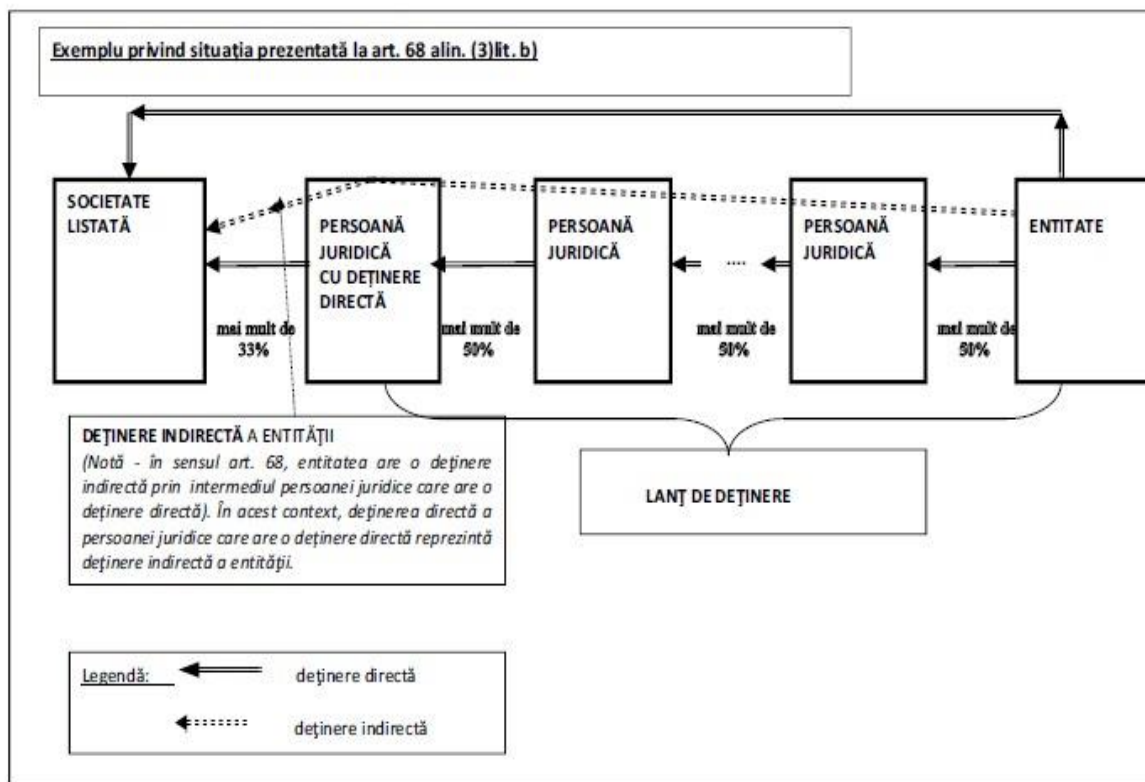 Exemplu privind situația prezentată la art. 68 alin. (3)lit. b)
SOCIETATE
LISTATĂ
PERSOANĂ
JURIDICĂ
CU DEȚINERE
DIRECTĂ
PERSOANĂ
JURIDICĂ
....
PERSOANĂ
JURIDICĂ
ENTITATE
mai mult de
33%
mai mult de
50%
mai mult de
50%
mai mult de
50%
DEȚINERE INDIRECTĂ A ENTITĂȚII
(Notă - în sensul art. 68, entitatea are o deținere
indirectă prin intermediul persoanei juridice care are o
deținere directă). În acest context, deținerea directă a
persoanei juridice care are o deținere directă reprezintă
deținere indirectă a entității.
LANȚ DE DEȚINERE
Legendă:
deținere directă
deținere indirectă